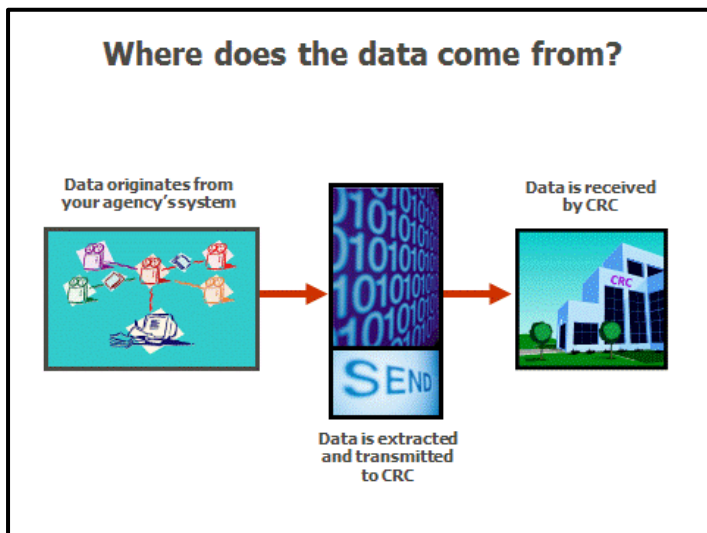 Where does the data come from?
Data originates from
your agency's system
1010101
SEND
Data is extracted
and transmitted
to CRC
Data is received
by CRC
CRC